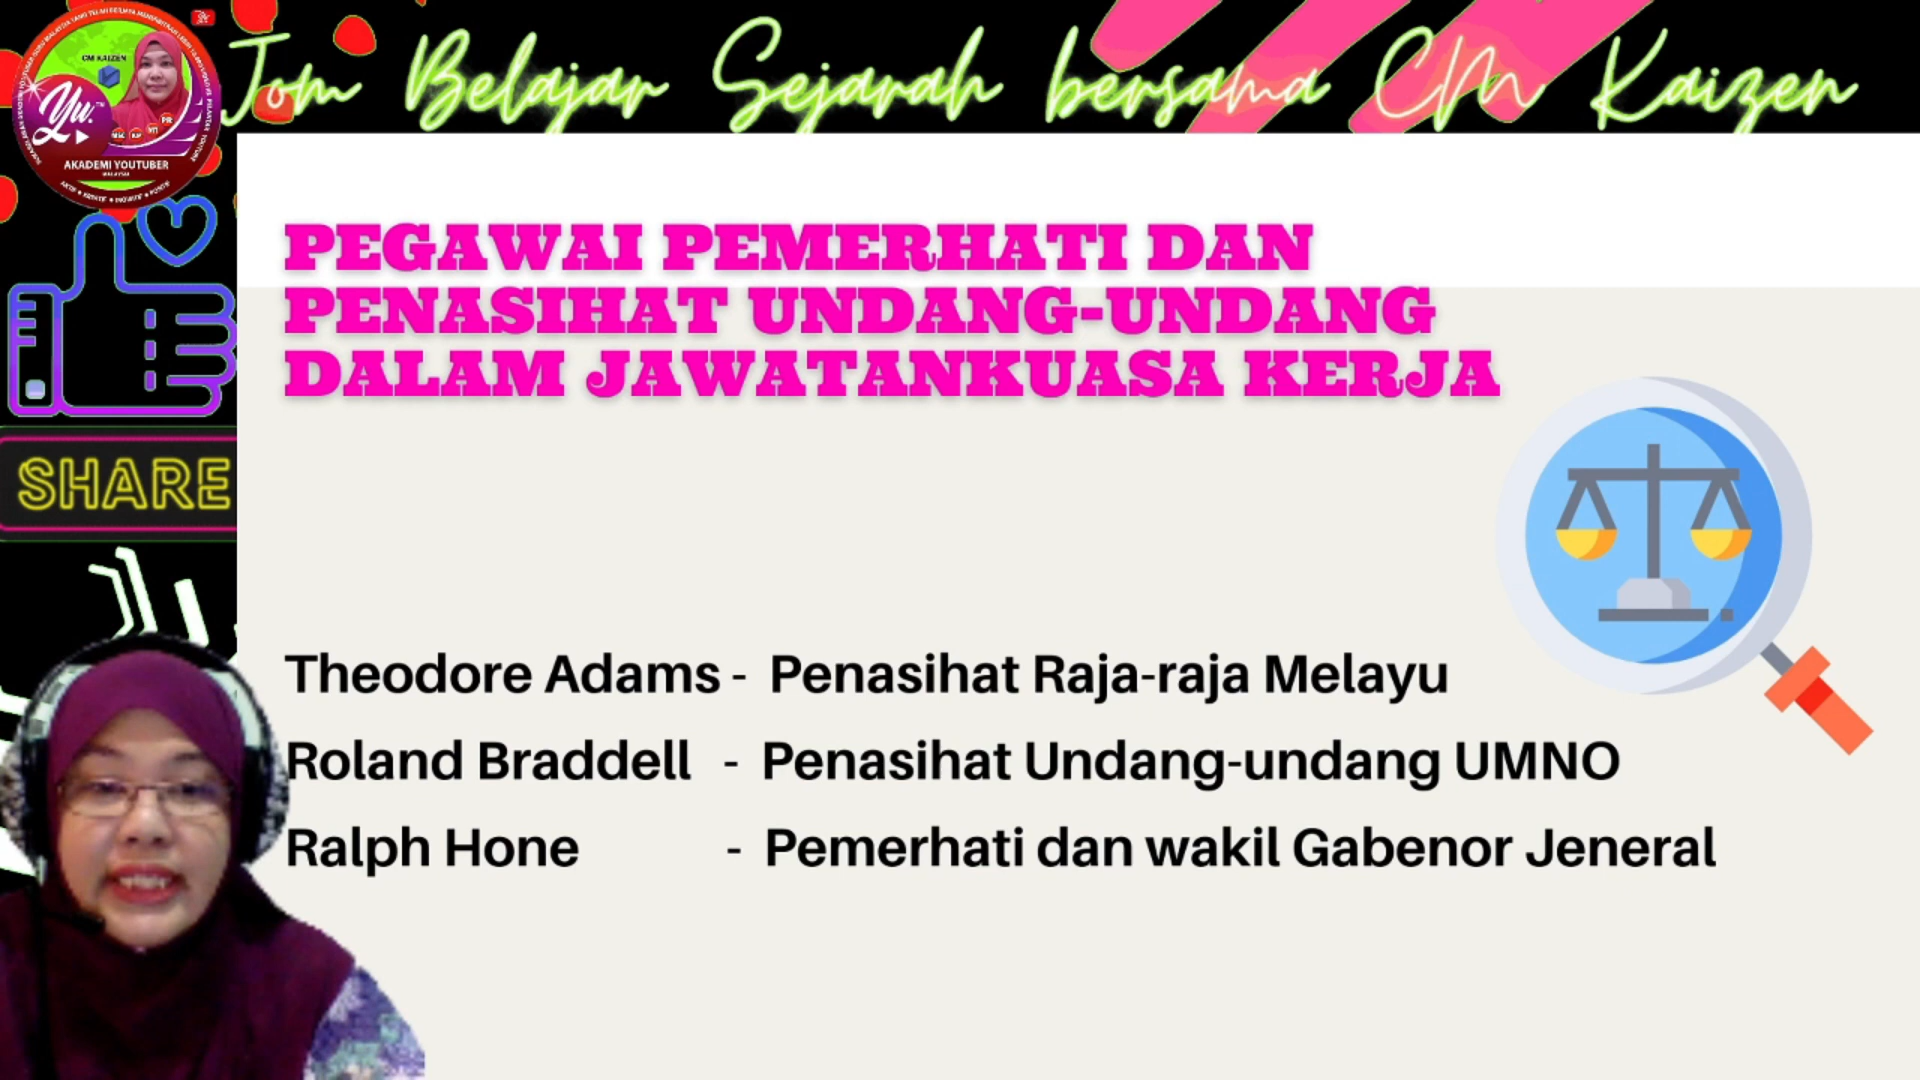 Jom Belajar Sejarah bersama CM Kaizen
CM KAIZEN
Yu.
AKADEMI YOUTUBER
MALAYSIA
SHARE
PEGAWAI PEMERHATI DAN
PENASIHAT UNDANG-UNDANG
DALAM JAWATANKUASA KERJA
Theodore Adams - Penasihat Raja-raja Melayu
Roland Braddell - Penasihat Undang-undang UMNO
Ralph Hone - Pemerhati dan wakil Gabenor Jeneral